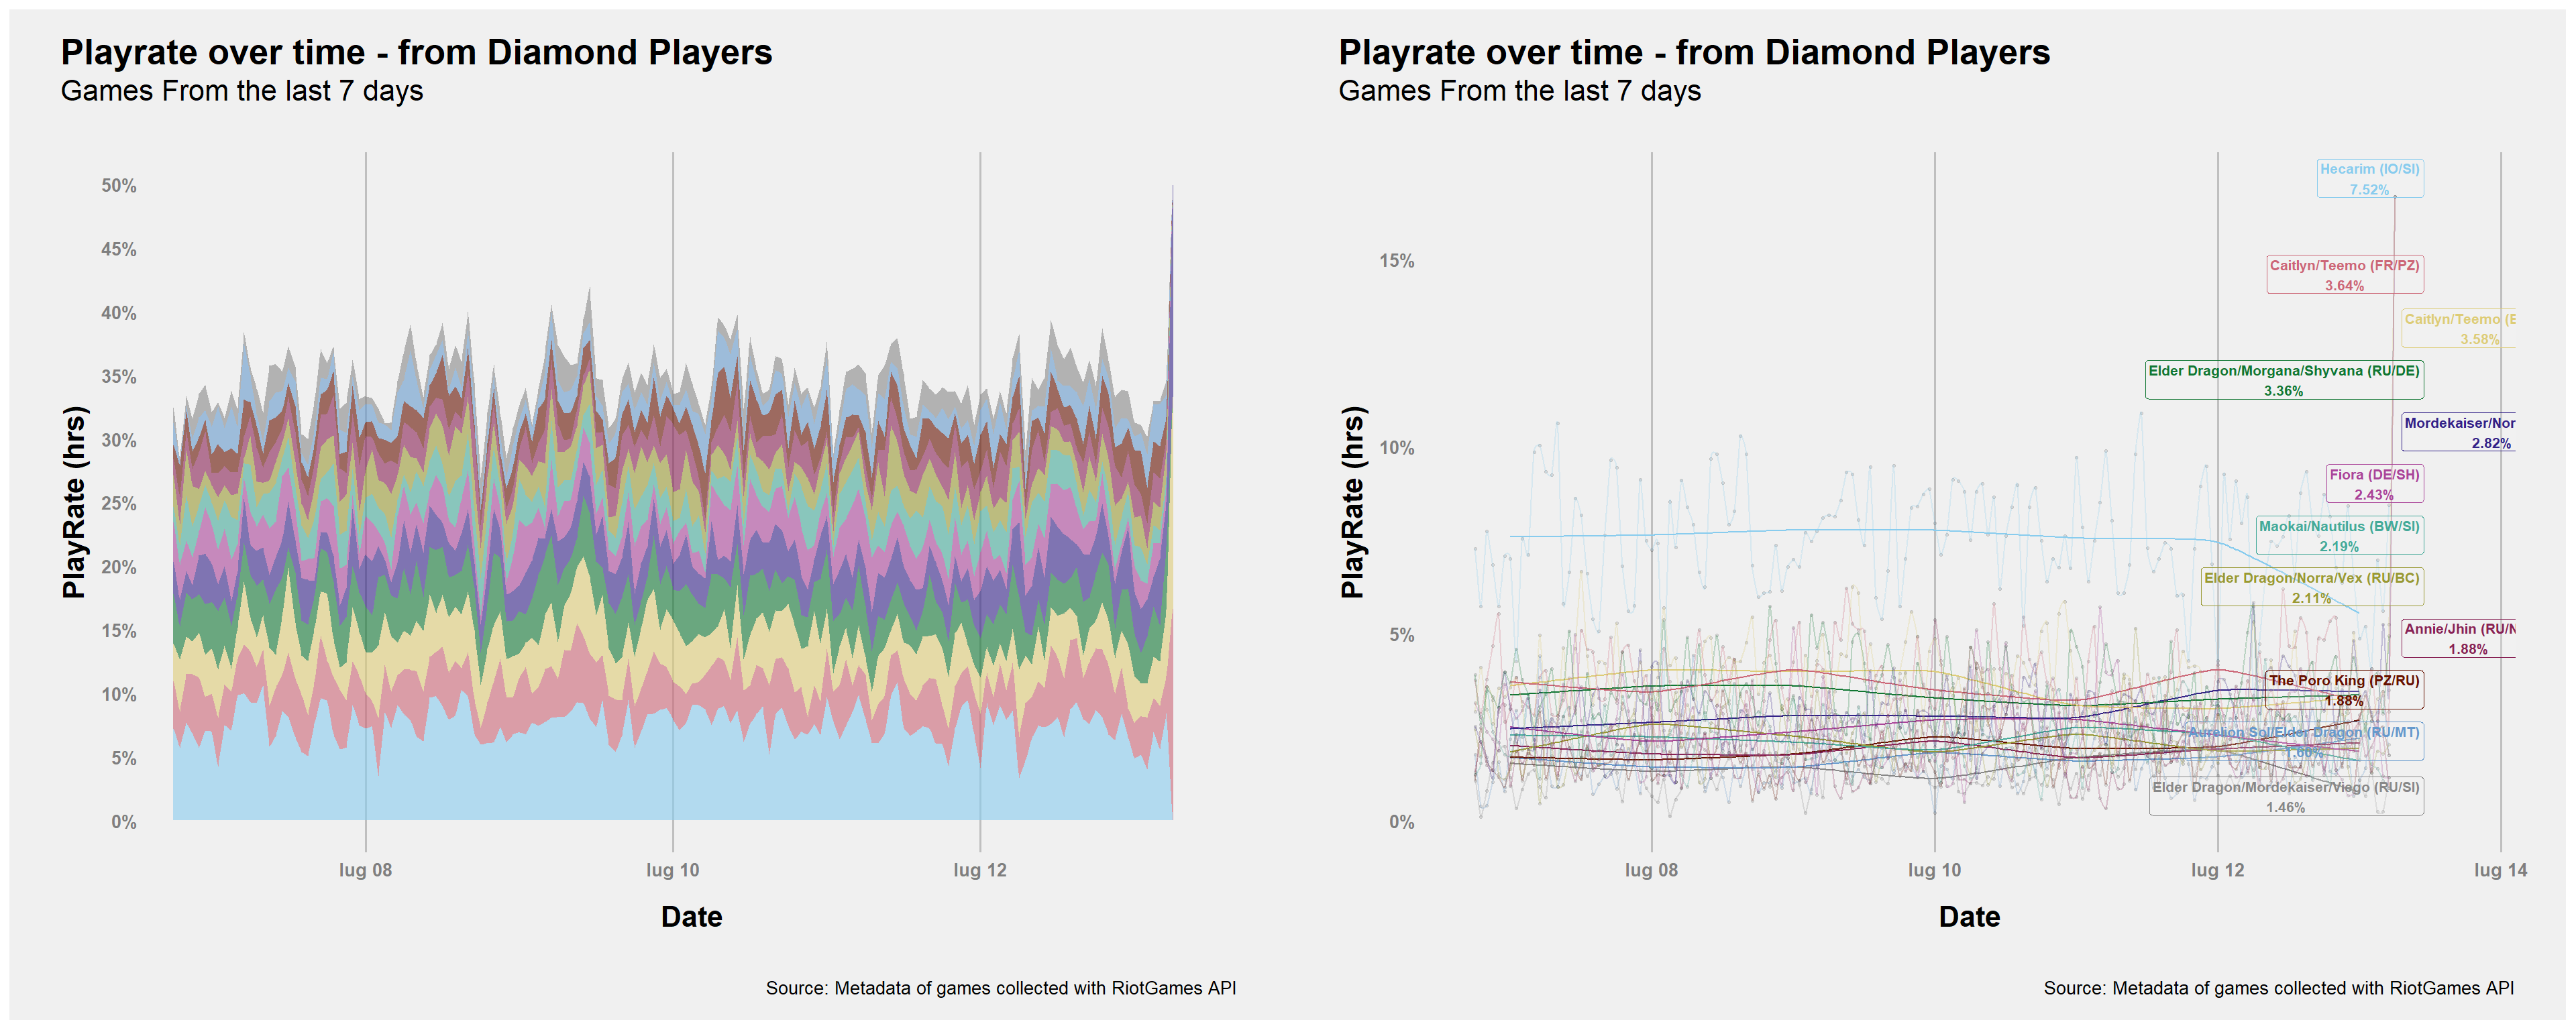 Playrate over time - from Diamond Players
Games From the last 7 days
PlayRate (hrs)
50%
45%
40%
35%
30%
25%
20%
15%
10%
5%
0%
lug 08
lug 10
lug 12
Date
Source: Metadata of games collected with RiotGames API
Playrate over time - from Diamond Players
Games From the last 7 days
PlayRate (hrs)
15%
10%
5%
0%
Hecarim (IO/SI)
7.52%
Caitlyn/Teemo (FR/PZ)
3.64%
Caitlyn/Teemo (
3.58%
Elder Dragon/Morgana/Shyvana (RU/DE)
3.36%
Mordekaiser/Nor
2.82%
Fiora (DE/SH)
2.43%
Maokai/Nautilus (BW/SI)
2.19%
Elder Dragon/Norra/Vex (RU/BC)
2.11%
Annie/Jhin (RU/N
1.88%
The Poro King (PZ/RU)
1.88%
Aurelion Sol/Elder Dragon (RU/MT)
1.60%
Elder Dragon/Mordekaiser/Viego (RU/SI)
1.46%
lug 08
lug 10
lug 12
lug 14
Date
Source: Metadata of games collected with RiotGames API